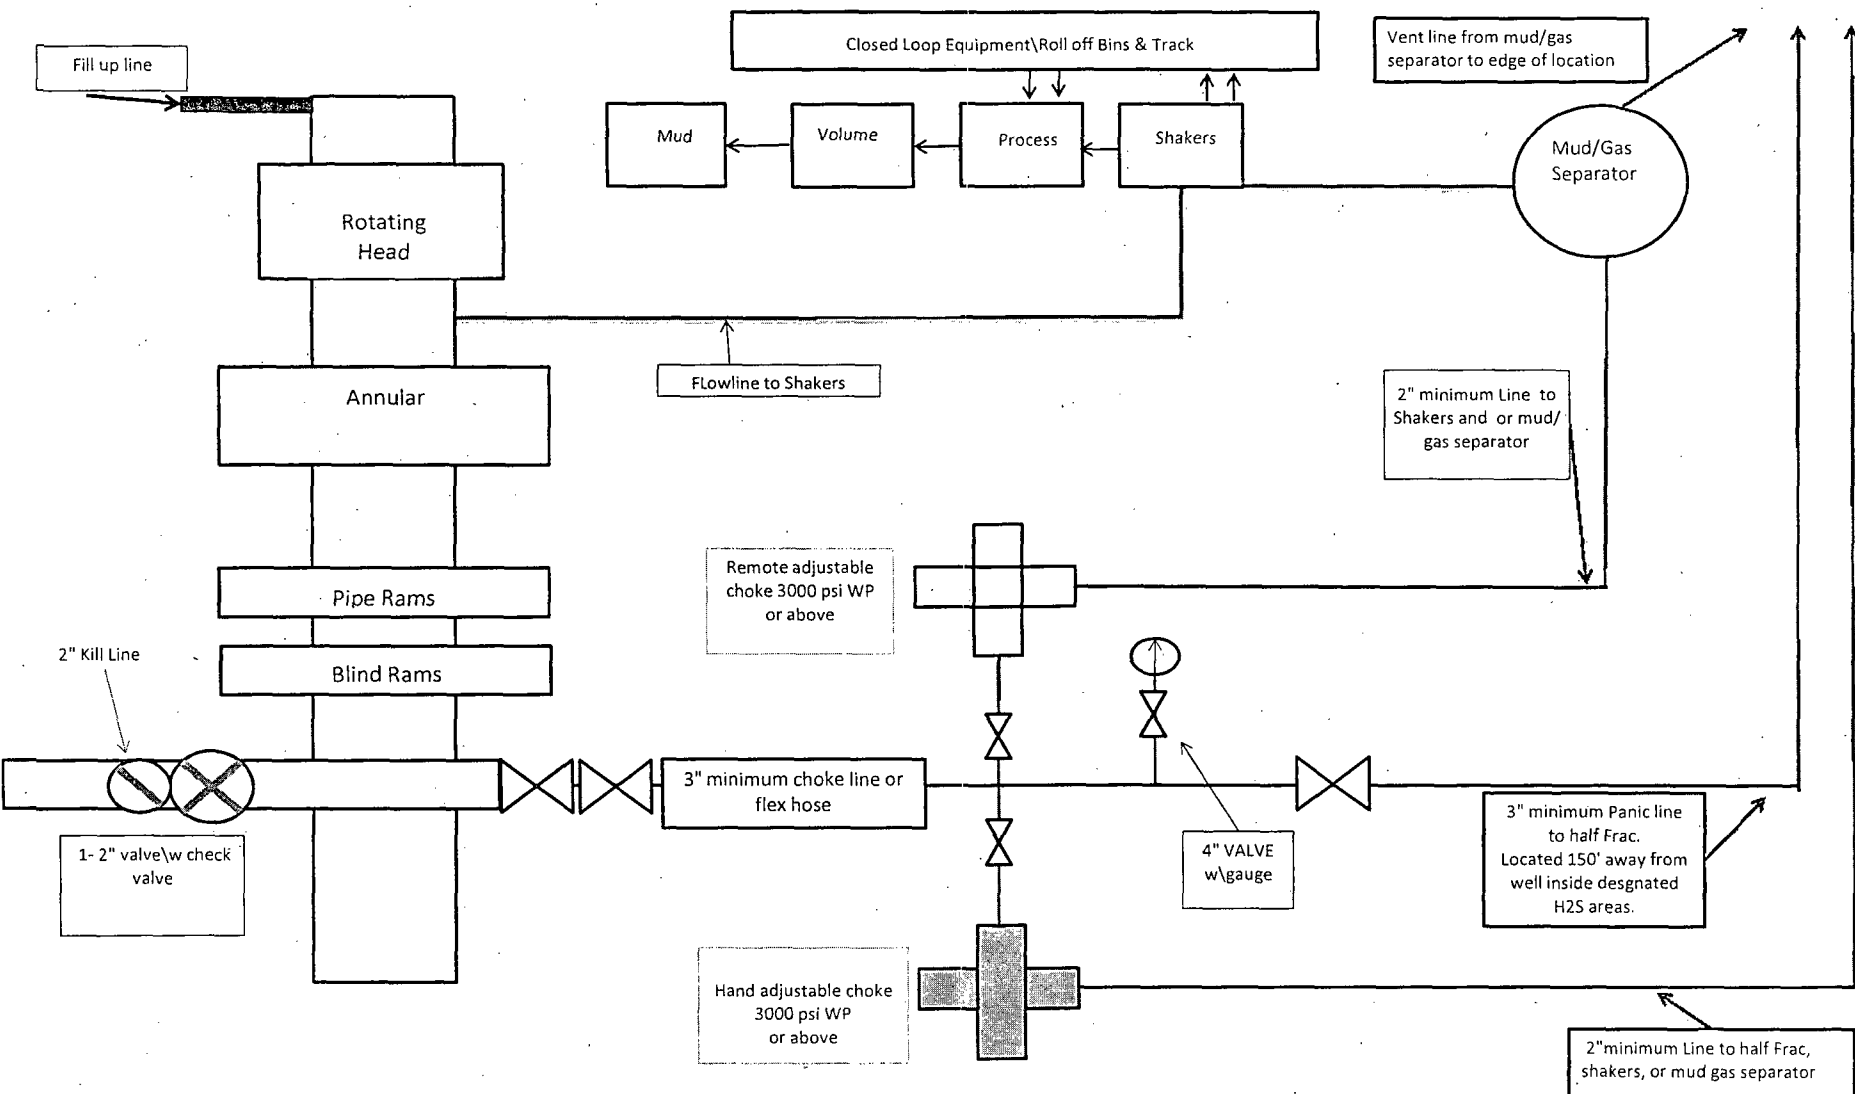 Closed Loop Equipment\Roll off Bins & Track
Vent line from mud/gas
separator to edge of location
Fill up line
Mud
Volume
Process
Shakers
Mud/Gas
Separator
Rotating
Head
FLowline to Shakers
Annular
2" minimum Line to
Shakers and or mud/
gas separator
Remote adjustable
choke 3000 psi WP
or above
Pipe Rams
2" Kill Line
Blind Rams
3" minimum choke line or
flex hose
1- 2" valve\w check
valve
4" VALVE
w\gauge
3" minimum Panic line
to half Frac.
Located 150' away from
well inside desgnated
H2S areas.
Hand adjustable choke
3000 psi WP
or above
2"minimum Line to half Frac,
shakers, or mud gas separator